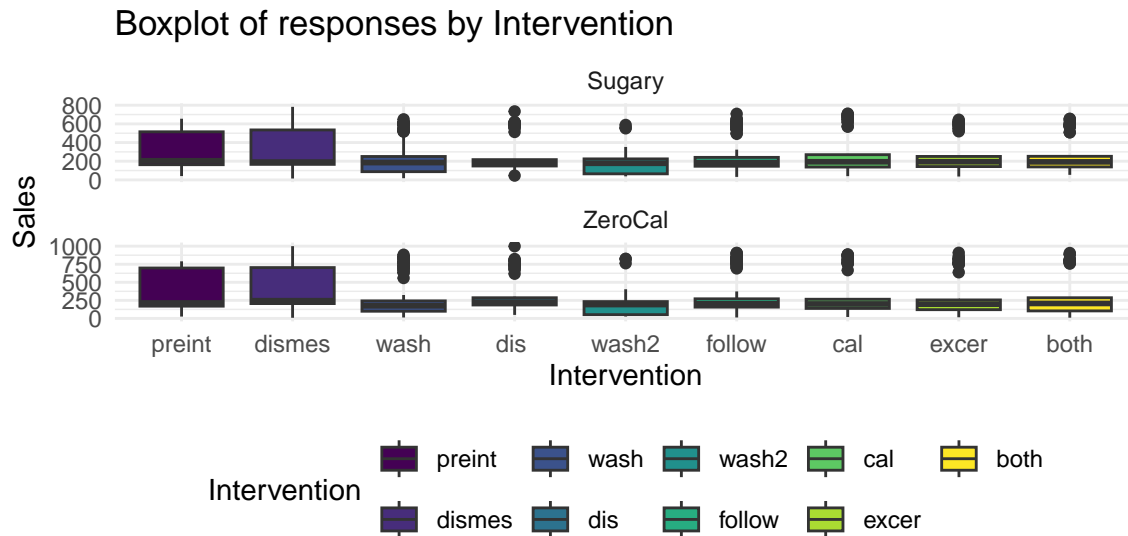 Boxplot of responses by Intervention
Sugary
800
600
400
200
0
ZeroCal
1000
750
500
250
0
Sales
preint dismes wash dis wash2 follow cal excer both
Intervention
Intervention
preint wash wash2 cal both
dismes dis follow excer